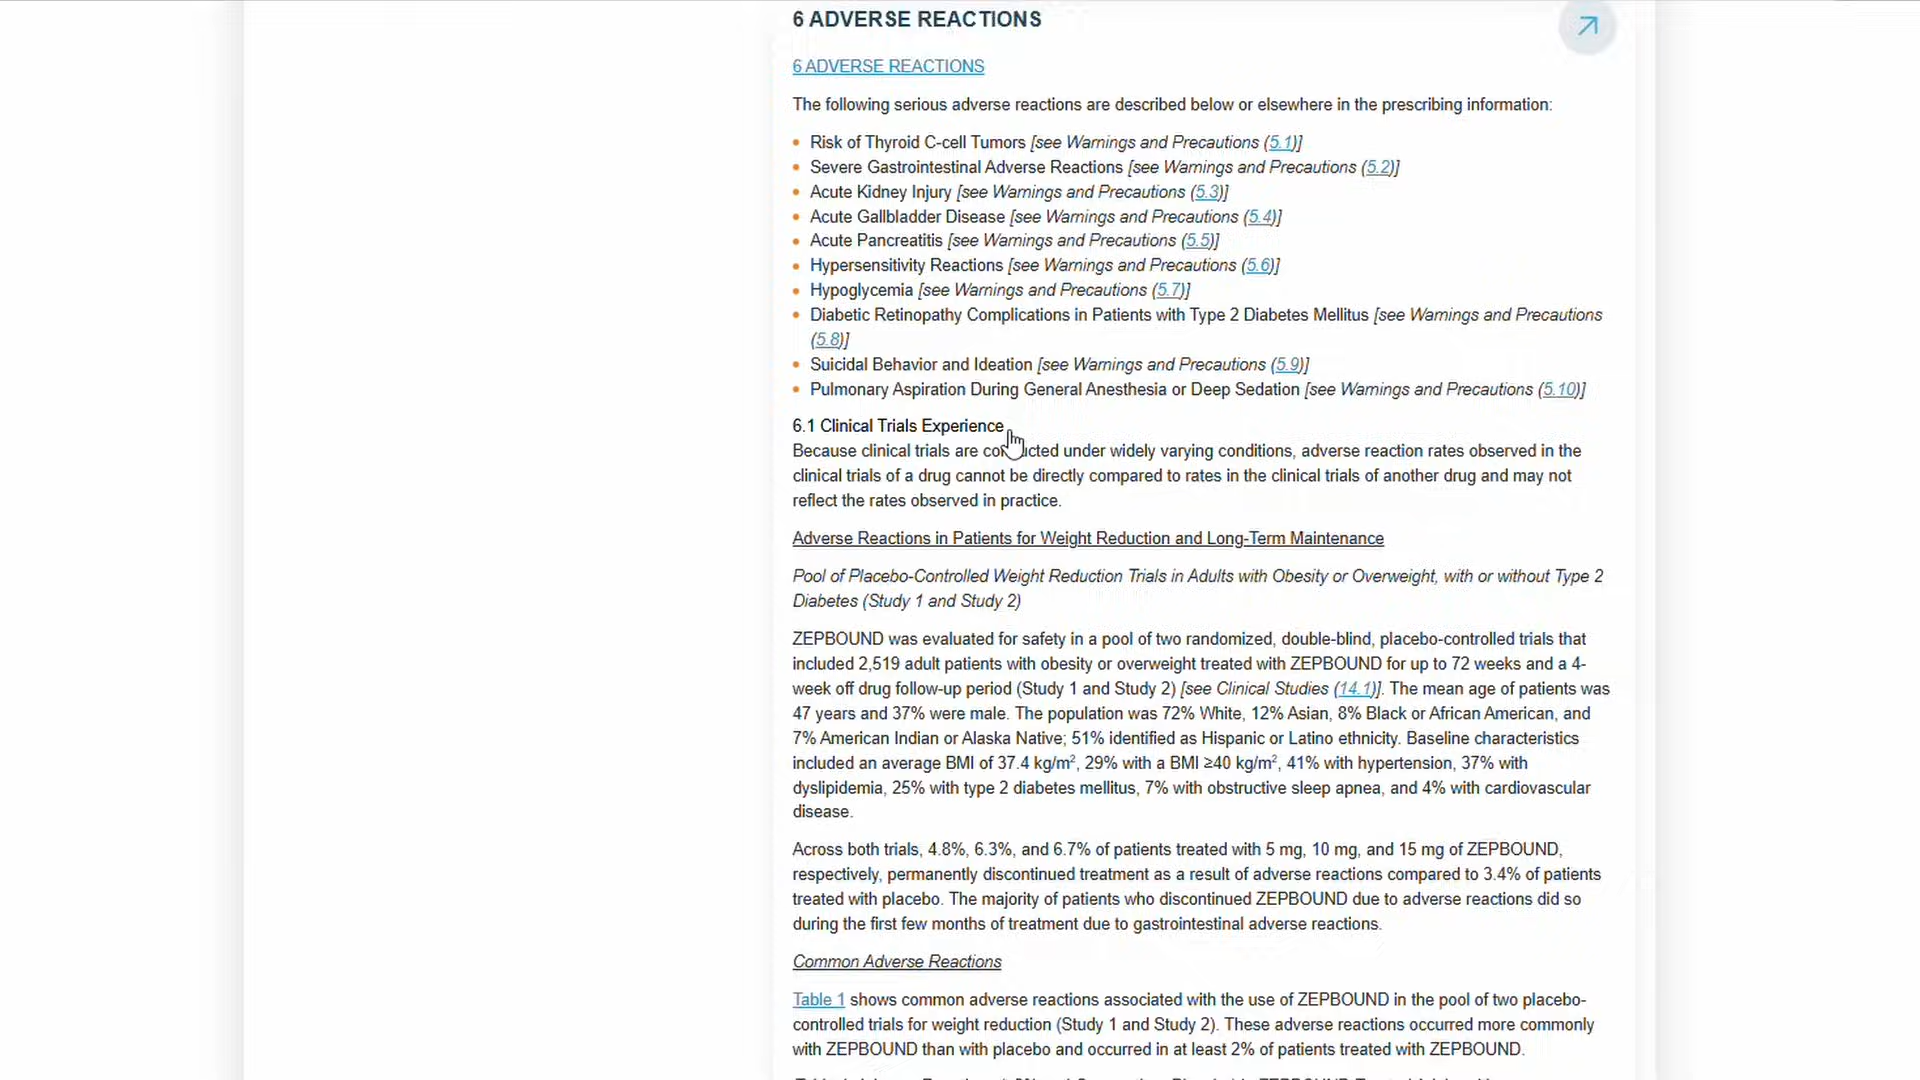 6 ADVERSE REACTIONS
6 ADVERSE REACTIONS
The following serious adverse reactions are described below or elsewhere in the prescribing information:
• Risk of Thyroid C-cell Tumors [see Warnings and Precautions (5.1)]
• Severe Gastrointestinal Adverse Reactions [see Warnings and Precautions (5.2)]
• Acute Kidney Injury [see Warnings and Precautions (5.3)]
• Acute Gallbladder Disease [see Warnings and Precautions (5.4)]
• Acute Pancreatitis [see Warnings and Precautions (5.5)]
• Hypersensitivity Reactions [see Warnings and Precautions (5.6)]
• Hypoglycemia [see Warnings and Precautions (5.7)]
• Diabetic Retinopathy Complications in Patients with Type 2 Diabetes Mellitus [see Warnings and Precautions
(5.8)]
• Suicidal Behavior and Ideation [see Warnings and Precautions (5.9)]
• Pulmonary Aspiration During General Anesthesia or Deep Sedation [see Warnings and Precautions (5.10)]
6.1 Clinical Trials Experience
Because clinical trials are conducted under widely varying conditions, adverse reaction rates observed in the
clinical trials of a drug cannot be directly compared to rates in the clinical trials of another drug and may not
reflect the rates observed in practice.
Adverse Reactions in Patients for Weight Reduction and Long-Term Maintenance
Pool of Placebo-Controlled Weight Reduction Trials in Adults with Obesity or Overweight, with or without Type 2
Diabetes (Study 1 and Study 2)
ZEPBOUND was evaluated for safety in a pool of two randomized, double-blind, placebo-controlled trials that
included 2,519 adult patients with obesity or overweight treated with ZEPBOUND for up to 72 weeks and a 4-
week off drug follow-up period (Study 1 and Study 2) [see Clinical Studies (14.1)]. The mean age of patients was
47 years and 37% were male. The population was 72% White, 12% Asian, 8% Black or African American, and
7% American Indian or Alaska Native; 51% identified as Hispanic or Latino ethnicity. Baseline characteristics
included an average BMI of 37.4 kg/m², 29% with a BMI ≥40 kg/m², 41% with hypertension, 37% with
dyslipidemia, 25% with type 2 diabetes mellitus, 7% with obstructive sleep apnea, and 4% with cardiovascular
disease.
Across both trials, 4.8%, 6.3%, and 6.7% of patients treated with 5 mg, 10 mg, and 15 mg of ZEPBOUND,
respectively, permanently discontinued treatment as a result of adverse reactions compared to 3.4% of patients
treated with placebo. The majority of patients who discontinued ZEPBOUND due to adverse reactions did so
during the first few months of treatment due to gastrointestinal adverse reactions.
Common Adverse Reactions
Table 1 shows common adverse reactions associated with the use of ZEPBOUND in the pool of two placebo-
controlled trials for weight reduction (Study 1 and Study 2). These adverse reactions occurred more commonly
with ZEPBOUND than with placebo and occurred in at least 2% of patients treated with ZEPBOUND.